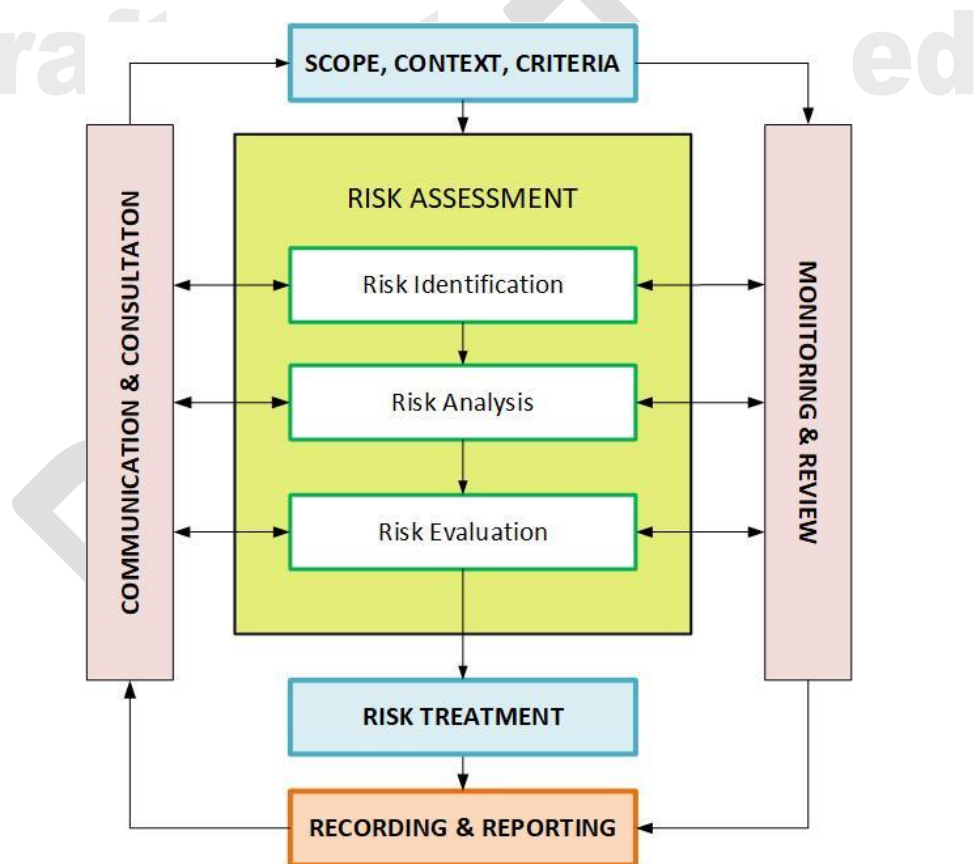 SCOPE, CONTEXT, CRITERIA
RISK ASSESSMENT
Risk Identification
Risk Analysis
Risk Evaluation
COMMUNICATION & CONSULTATON
MONITORING & REVIEW
RISK TREATMENT
RECORDING & REPORTING